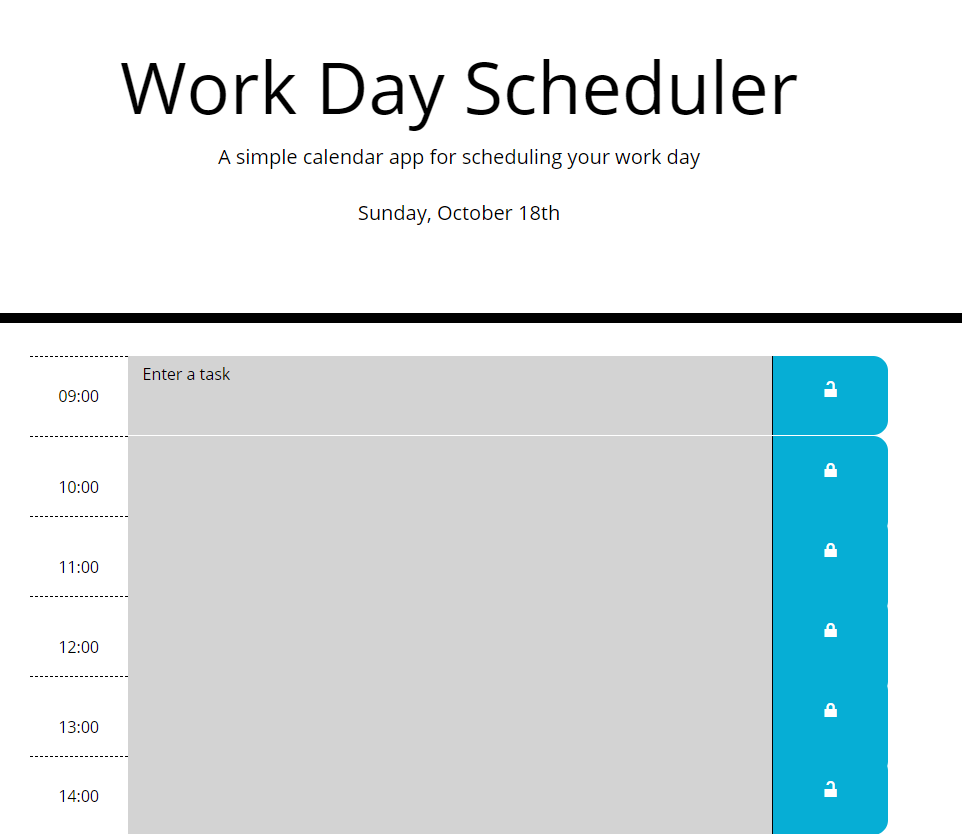 Work Day Scheduler
A simple calendar app for scheduling your work day
Sunday, October 18th
09:00 Enter a task
10:00
11:00
12:00
13:00
14:00